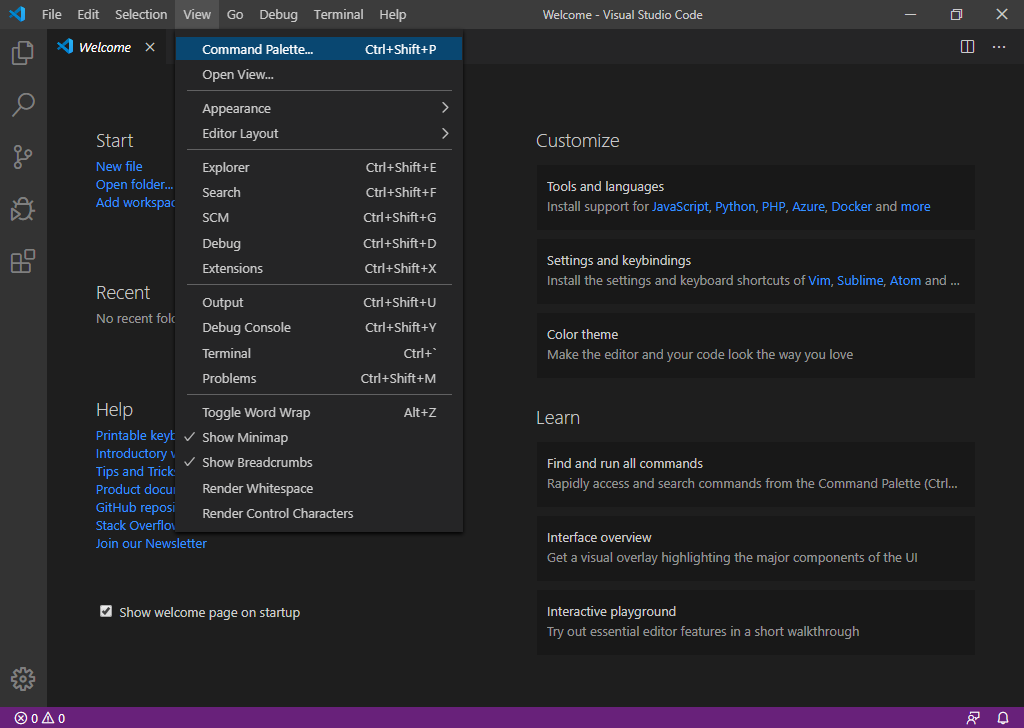 File Edit Selection View Go Debug Terminal Help Welcome - Visual Studio Code
Welcome
Command Palette... Ctrl+Shift+P
Open View...
Appearance
Editor Layout
Explorer Ctrl+Shift+E
Search Ctrl+Shift+F
SCM Ctrl+Shift+G
Debug Ctrl+Shift+D
Extensions Ctrl+Shift+X
Output Ctrl+Shift+U
Debug Console Ctrl+Shift+Y
Terminal Ctrl+`
Problems Ctrl+Shift+M
Toggle Word Wrap Alt+Z
Show Minimap
Show Breadcrumbs
Render Whitespace
Render Control Characters
Start
New file
Open folder...
Add workspac
Recent
No recent fold
Help
Printable keyb
Introductory v
Tips and Trick
Product docu
GitHub reposi
Stack Overflow
Join our Newsletter
Show welcome page on startup
Customize
Tools and languages
Install support for JavaScript, Python, PHP, Azure, Docker and more
Settings and keybindings
Install the settings and keyboard shortcuts of Vim, Sublime, Atom and ...
Color theme
Make the editor and your code look the way you love
Learn
Find and run all commands
Rapidly access and search commands from the Command Palette (Ctrl...
Interface overview
Get a visual overlay highlighting the major components of the UI
Interactive playground
Try out essential editor features in a short walkthrough
0 0